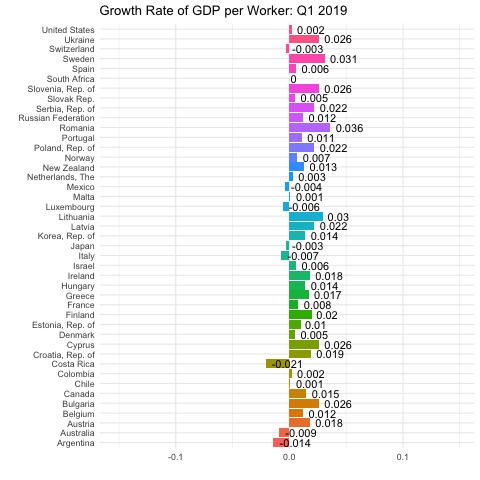 Growth Rate of GDP per Worker: Q1 2019
United States 0.002
Ukraine 0.026
Switzerland -0.003
Sweden 0.031
Spain 0.006
South Africa 0
Slovenia, Rep. of 0.026
Slovak Rep. 0.005
Serbia, Rep. of 0.022
Russian Federation 0.012
Romania 0.036
Portugal 0.011
Poland, Rep. of 0.022
Norway 0.007
New Zealand 0.013
Netherlands, The 0.003
Mexico -0.004
Malta 0.001
Luxembourg -0.006
Lithuania 0.03
Latvia 0.022
Korea, Rep. of 0.014
Japan -0.003
Italy -0.007
Israel 0.006
Ireland 0.018
Hungary 0.014
Greece 0.017
France 0.008
Finland 0.02
Estonia, Rep. of 0.01
Denmark 0.005
Cyprus 0.026
Croatia, Rep. of 0.019
Costa Rica -0.021
Colombia 0.002
Chile 0.001
Canada 0.015
Bulgaria 0.026
Belgium 0.012
Austria 0.018
Australia -0.009
Argentina -0.014
-0.1 0.0 0.1